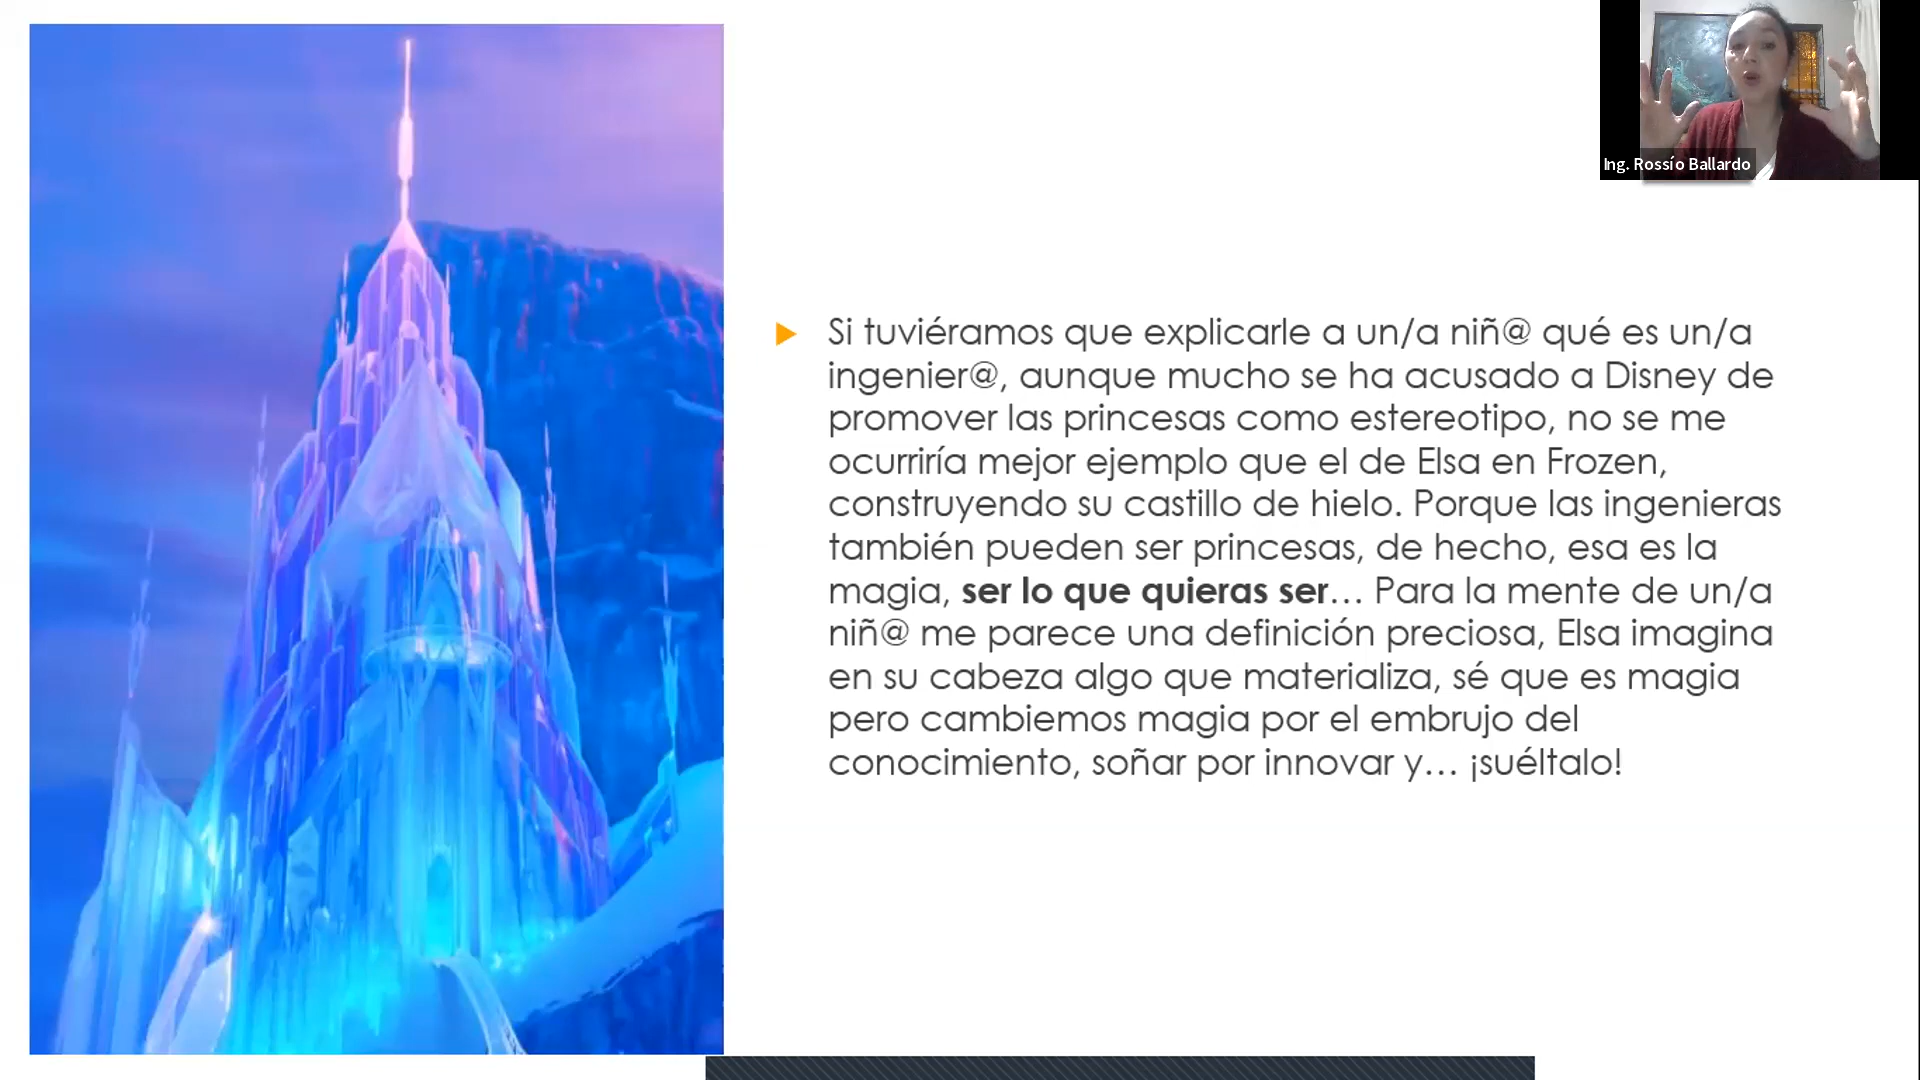 Ing. Rossío Ballardo
Si tuviéramos que explicarle a un/a niñ@ qué es un/a
ingenier@, aunque mucho se ha acusado a Disney de
promover las princesas como estereotipo, no se me
ocurriría mejor ejemplo que el de Elsa en Frozen,
construyendo su castillo de hielo. Porque las ingenieras
también pueden ser princesas, de hecho, esa es la
magia, ser lo que quieras ser… Para la mente de un/a
niñ@ me parece una definición preciosa, Elsa imagina
en su cabeza algo que materializa, sé que es magia
pero cambiemos magia por el embrujo del
conocimiento, soñar por innovar y… ¡suéltalo!